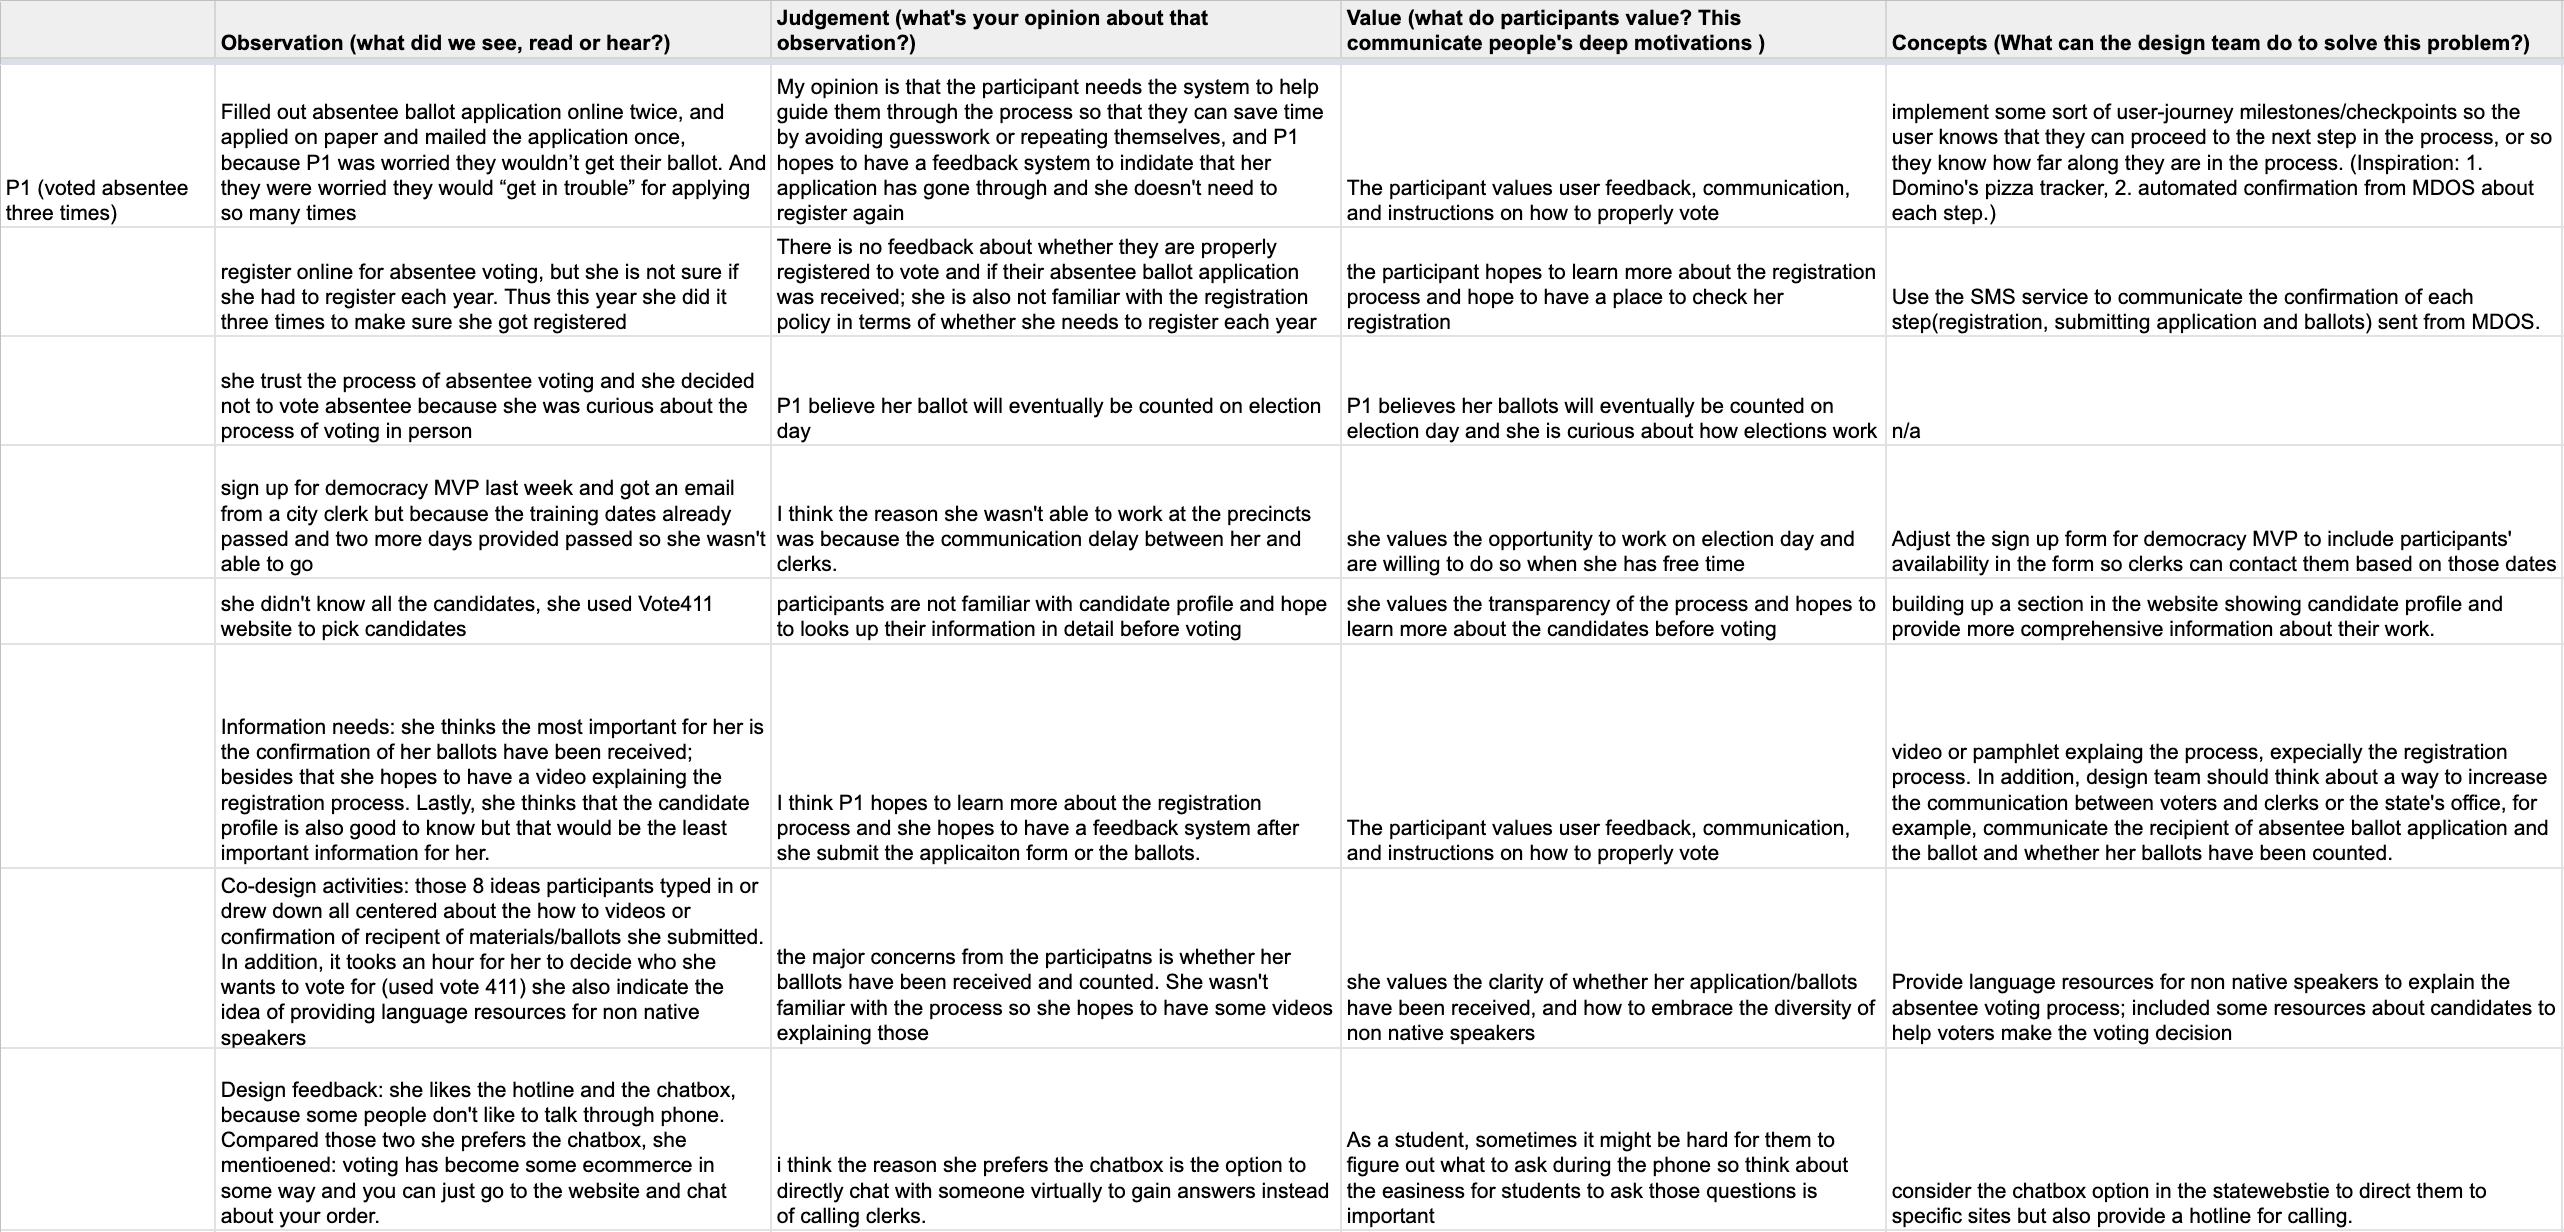 Observation (what did we see, read or hear?)
Judgement (what's your opinion about that
observation?)
Value (what do participants value? This
communicate people's deep motivations )
Concepts (What can the design team do to solve this problem?)
P1 (voted absentee
three times)
Filled out absentee ballot application online twice, and
applied on paper and mailed the application once,
because P1 was worried they wouldn’t get their ballot. And
they were worried they would “get in trouble” for applying
so many times
My opinion is that the participant needs the system to help
guide them through the process so that they can save time
by avoiding guesswork or repeating themselves, and P1
hopes to have a feedback system to indidate that her
application has gone through and she doesn't need to
register again
The participant values user feedback, communication,
and instructions on how to properly vote
implement some sort of user-journey milestones/checkpoints so the
user knows that they can proceed to the next step in the process, or so
they know how far along they are in the process. (Inspiration: 1.
Domino's pizza tracker, 2. automated confirmation from MDOS about
each step.)
register online for absentee voting, but she is not sure if
she had to register each year. Thus this year she did it
three times to make sure she got registered
There is no feedback about whether they are properly
registered to vote and if their absentee ballot application
was received; she is also not familiar with the registration
policy in terms of whether she needs to register each year
the participant hopes to learn more about the registration
process and hope to have a place to check her
registration
Use the SMS service to communicate the confirmation of each
step(registration, submitting application and ballots) sent from MDOS.
she trust the process of absentee voting and she decided
not to vote absentee because she was curious about the
process of voting in person
P1 believe her ballot will eventually be counted on election
day
P1 believes her ballots will eventually be counted on
election day and she is curious about how elections work
n/a
sign up for democracy MVP last week and got an email
from a city clerk but because the training dates already
passed and two more days provided passed so she wasn't
able to go
I think the reason she wasn't able to work at the precincts
was because the communication delay between her and
clerks.
she values the opportunity to work on election day and
are willing to do so when she has free time
Adjust the sign up form for democracy MVP to include participants'
availability in the form so clerks can contact them based on those dates
she didn't know all the candidates, she used Vote411
website to pick candidates
participants are not familiar with candidate profile and hope
to looks up their information in detail before voting
she values the transparency of the process and hopes to
learn more about the candidates before voting
building up a section in the website showing candidate profile and
provide more comprehensive information about their work.
Information needs: she thinks the most important for her is
the confirmation of her ballots have been received;
besides that she hopes to have a video explaining the
registration process. Lastly, she thinks that the candidate
profile is also good to know but that would be the least
important information for her.
I think P1 hopes to learn more about the registration
process and she hopes to have a feedback system after
she submit the applicaiton form or the ballots.
The participant values user feedback, communication,
and instructions on how to properly vote
video or pamphlet explaing the process, expecially the registration
process. In addition, design team should think about a way to increase
the communication between voters and clerks or the state's office, for
example, communicate the recipient of absentee ballot application and
the ballot and whether her ballots have been counted.
Co-design activities: those 8 ideas participants typed in or
drew down all centered about the how to videos or
confirmation of recipent of materials/ballots she submitted.
In addition, it tooks an hour for her to decide who she
wants to vote for (used vote 411) she also indicate the
idea of providing language resources for non native
speakers
the major concerns from the participatns is whether her
balllots have been received and counted. She wasn't
familiar with the process so she hopes to have some videos
explaining those
she values the clarity of whether her application/ballots
have been received, and how to embrace the diversity of
non native speakers
Provide language resources for non native speakers to explain the
absentee voting process; included some resources about candidates to
help voters make the voting decision
Design feedback: she likes the hotline and the chatbox,
because some people don't like to talk through phone.
Compared those two she prefers the chatbox, she
mentioened: voting has become some ecommerce in
some way and you can just go to the website and chat
about your order.
i think the reason she prefers the chatbox is the option to
directly chat with someone virtually to gain answers instead
of calling clerks.
As a student, sometimes it might be hard for them to
figure out what to ask during the phone so think about
the easiness for students to ask those questions is
important
consider the chatbox option in the statewebstie to direct them to
specific sites but also provide a hotline for calling.